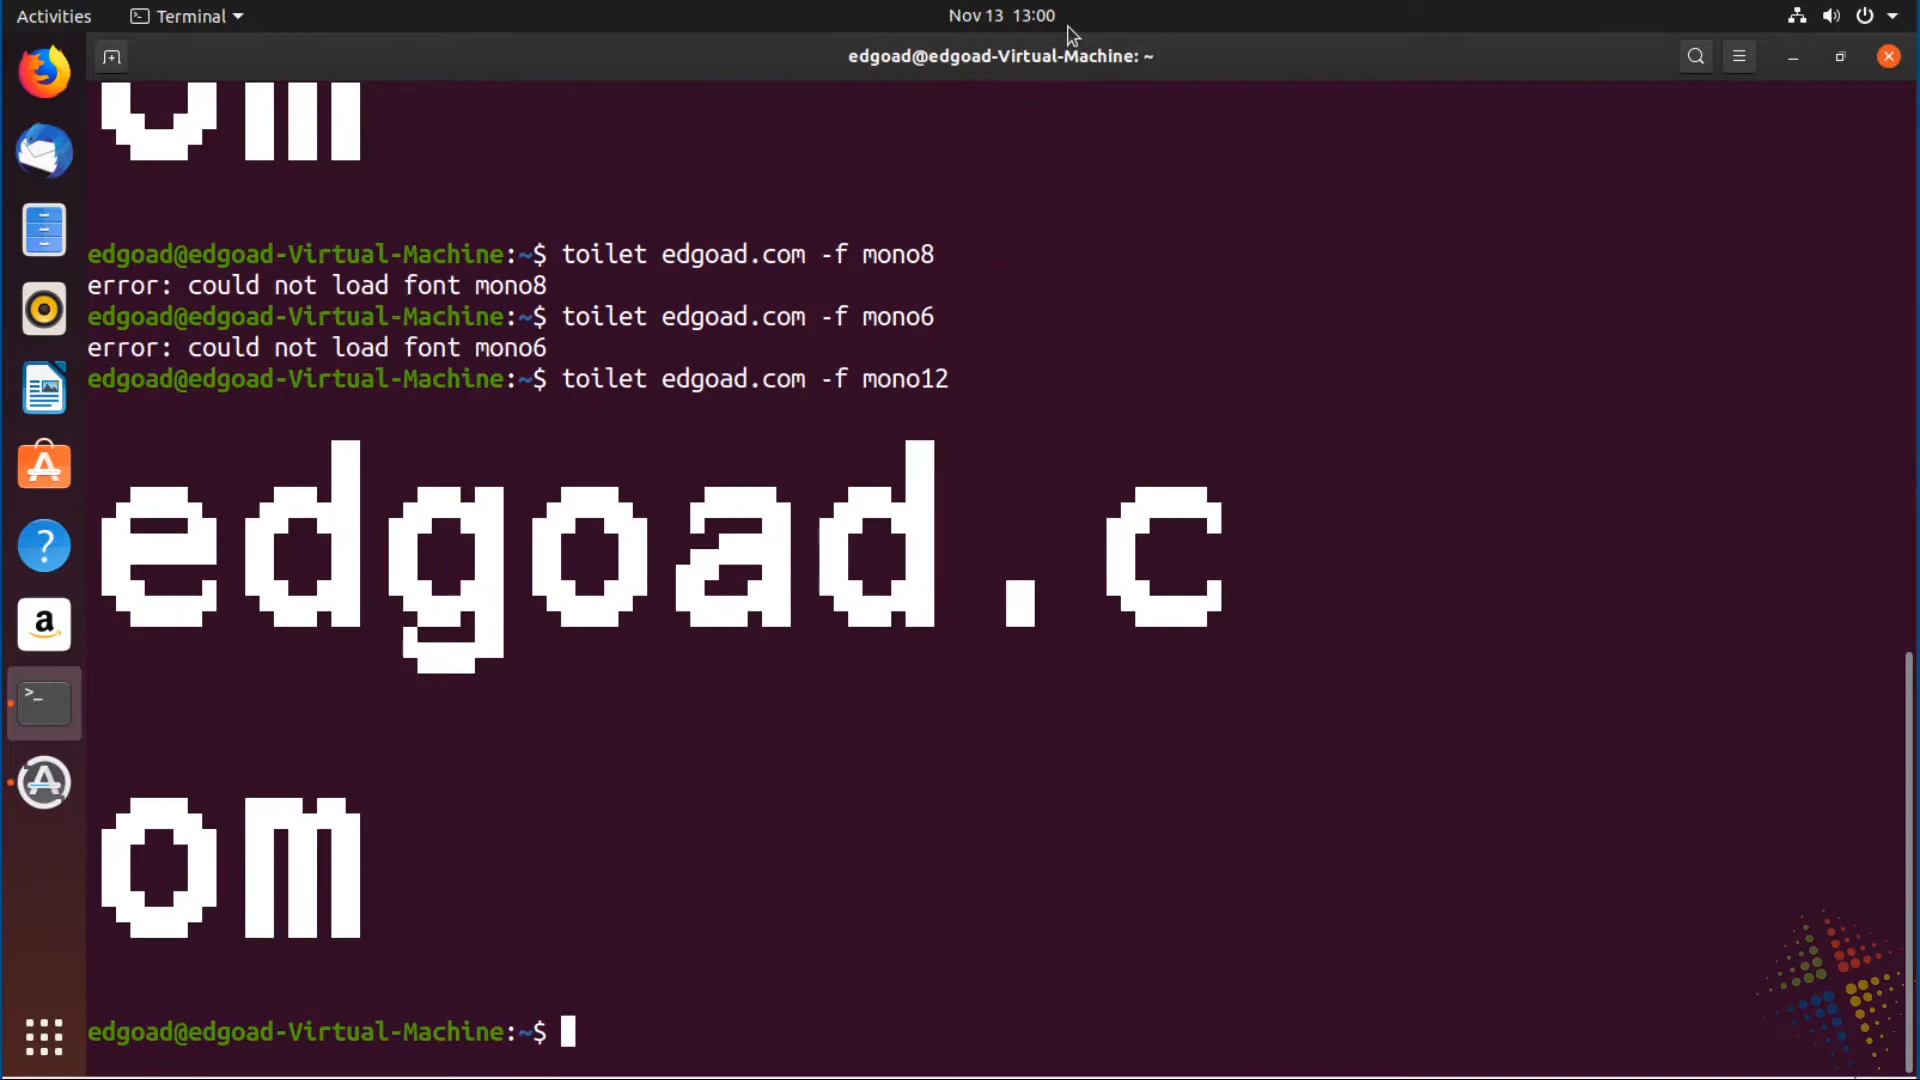 Activities
Terminal
Nov 13 13:00
edgoad@edgoad-Virtual-Machine: ~
om
edgoad@edgoad-Virtual-Machine:~$ toilet edgoad.com -f mono8
error: could not load font mono8
edgoad@edgoad-Virtual-Machine:~$ toilet edgoad.com -f mono6
error: could not load font mono6
edgoad@edgoad-Virtual-Machine:~$ toilet edgoad.com -f mono12
edgoad.c
om
edgoad@edgoad-Virtual-Machine:~$